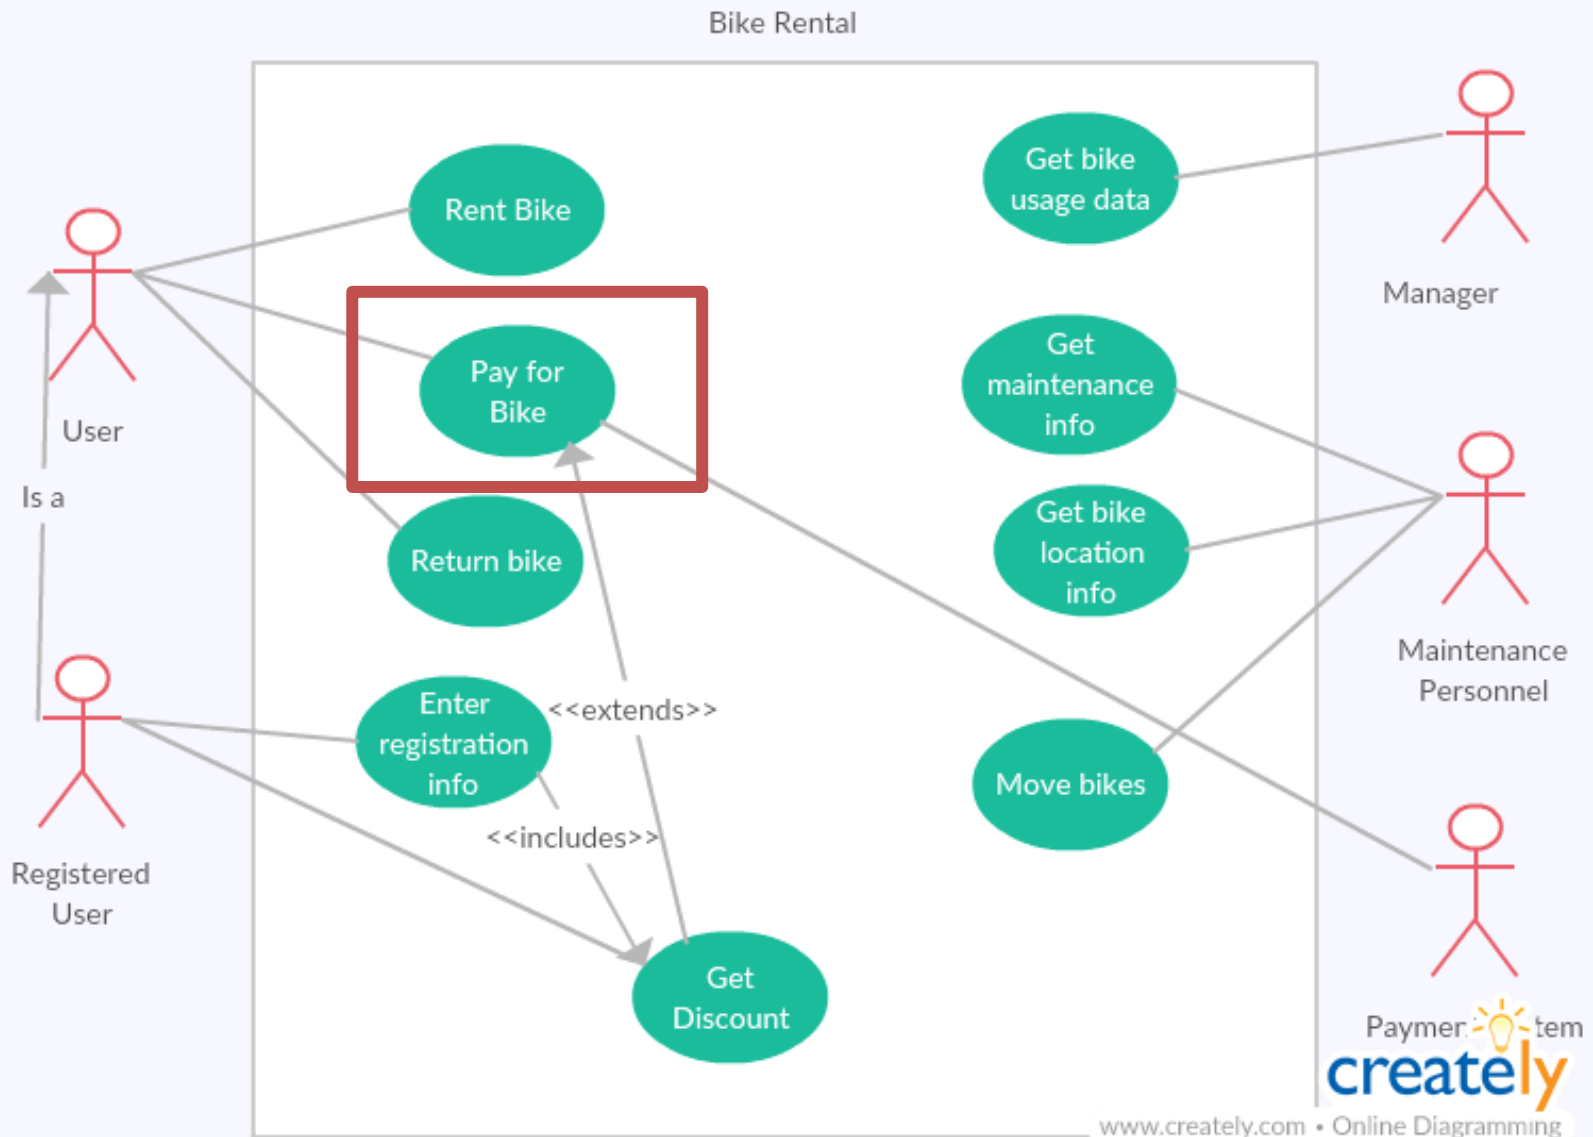 Bike Rental
Rent Bike
Get bike
usage data
User
Manager
Pay for
Bike
Get
maintenance
info
Is a
Return bike
Get bike
location
info
Enter
registration
info
<<extends>>
Maintenance
Personnel
<<includes>>
Move bikes
Registered
User
Get
Discount
creately
www.creately.com • Online Diagramming